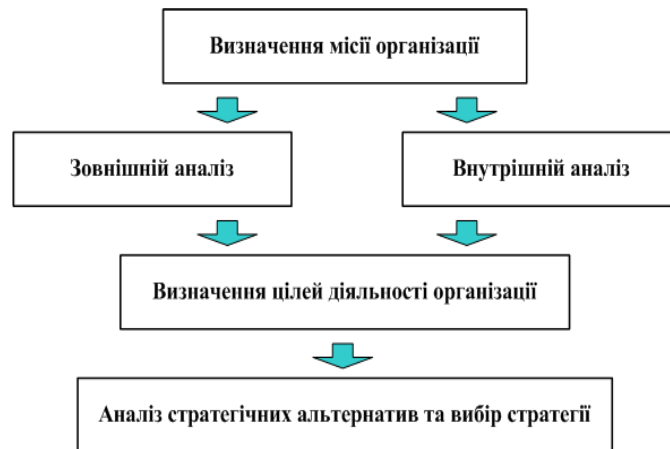 Визначення місії організації
Зовнішній аналіз
Внутрішній аналіз
Визначення цілей діяльності організації
Аналіз стратегічних альтернатив та вибір стратегії